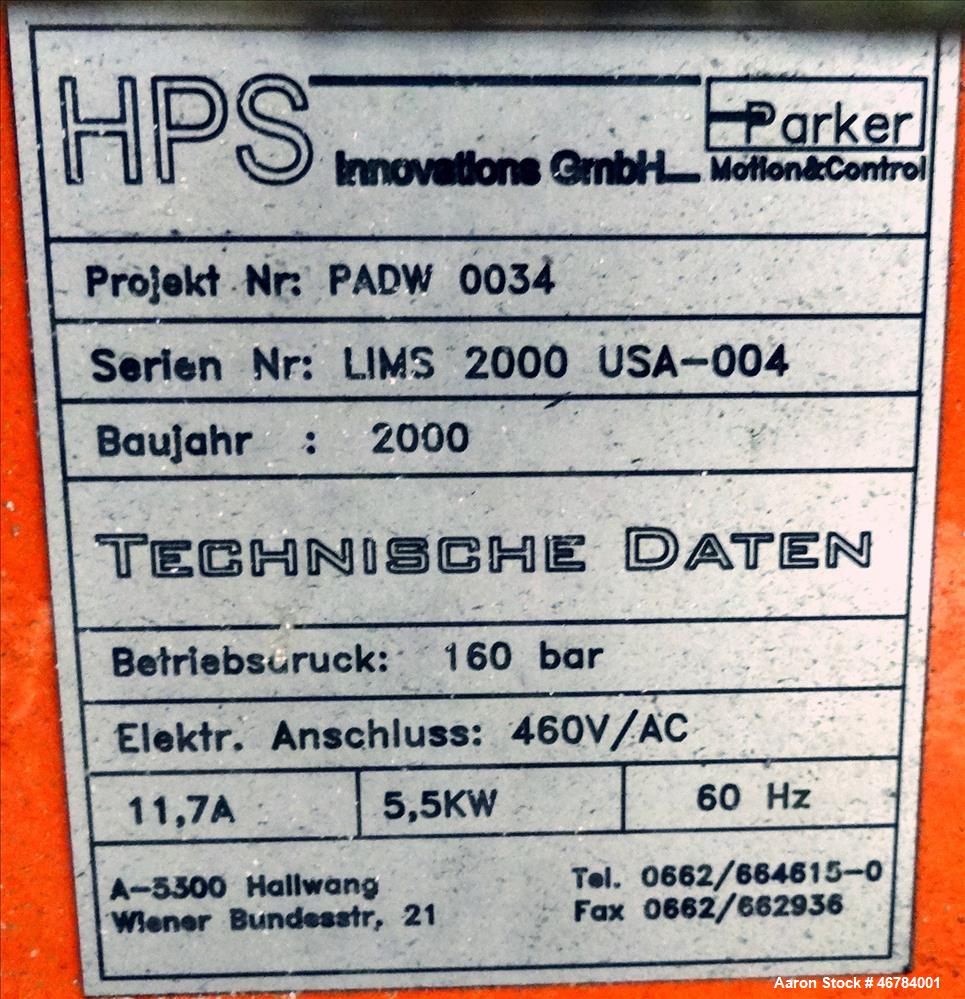 HPS Innovations GmbH
Parker
Motion&Control
Projekt Nr: PADW 0034
Serien Nr: LIMS 2000 USA-004
Baujahr : 2000
TECHNISCHE DATEN
Betriebsdruck: 160 bar
Elektr. Anschluss: 460V/AC
11,7A 5,5KW 60 Hz
A-5300 Hallwang Tel. 0662/664615-0
Wiener Bundesstr, 21 Fax 0662/662936
Aaron Stock # 46784001